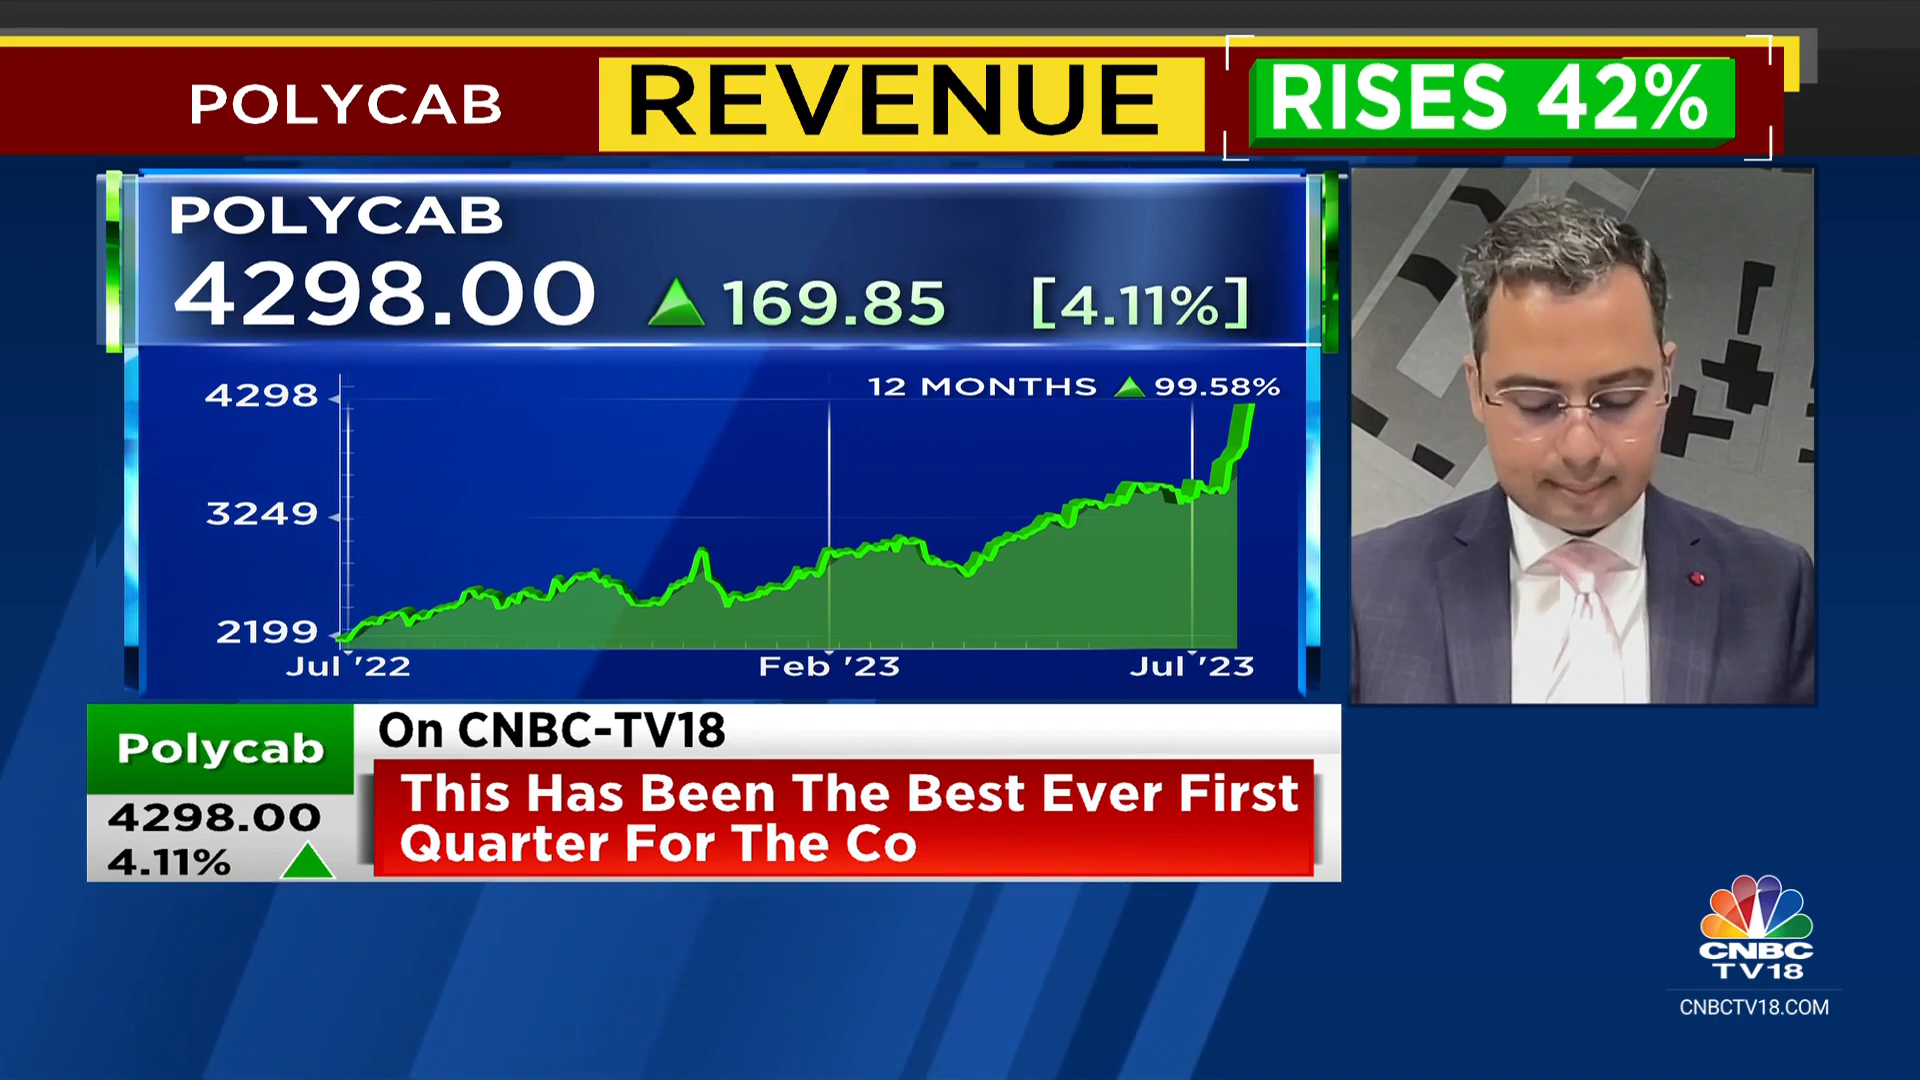 POLYCAB REVENUE RISES 42%
POLYCAB
4298.00 ▲ 169.85 [4.11%]
12 MONTHS ▲ 99.58%
4298
3249
2199
Jul '22 Feb '23 Jul '23
Polycab
4298.00
4.11%
On CNBC-TV18
This Has Been The Best Ever First
Quarter For The Co
CNBC
TV18
CNBCTV18.COM